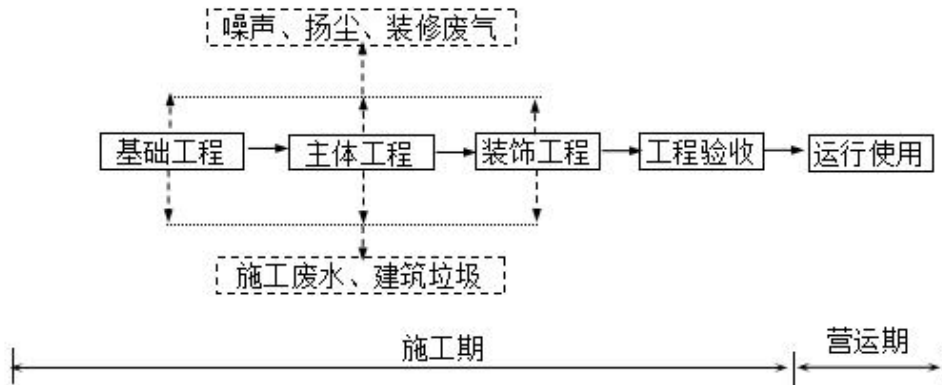 噪声、扬尘、装修废气
基础工程
主体工程
装饰工程
工程验收
运行使用
施工废水、建筑垃圾
施工期
营运期